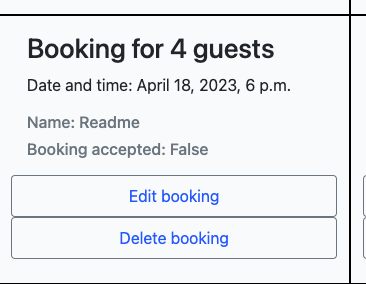 Booking for 4 guests
Date and time: April 18, 2023, 6 p.m.
Name: Readme
Booking accepted: False
Edit booking
Delete booking